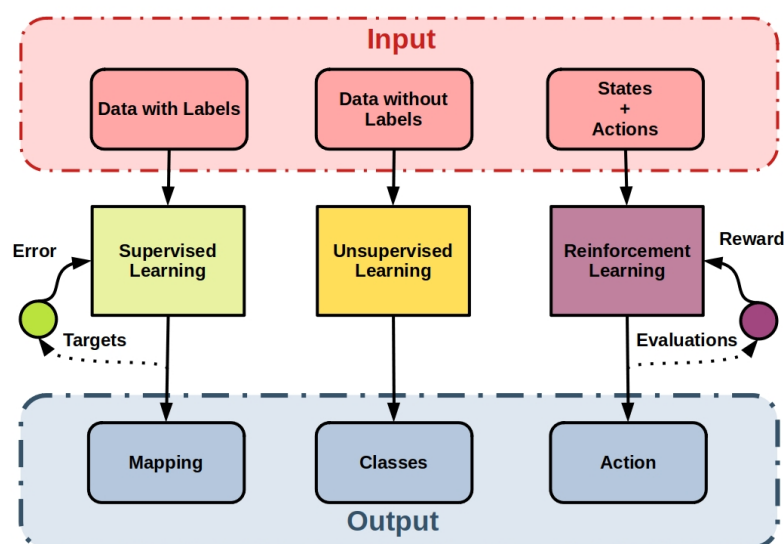 Input
Data with Labels
Data without
Labels
States
+
Actions
Error
Supervised
Learning
Unsupervised
Learning
Reinforcement
Learning
Reward
Targets
Evaluations
Mapping
Classes
Action
Output